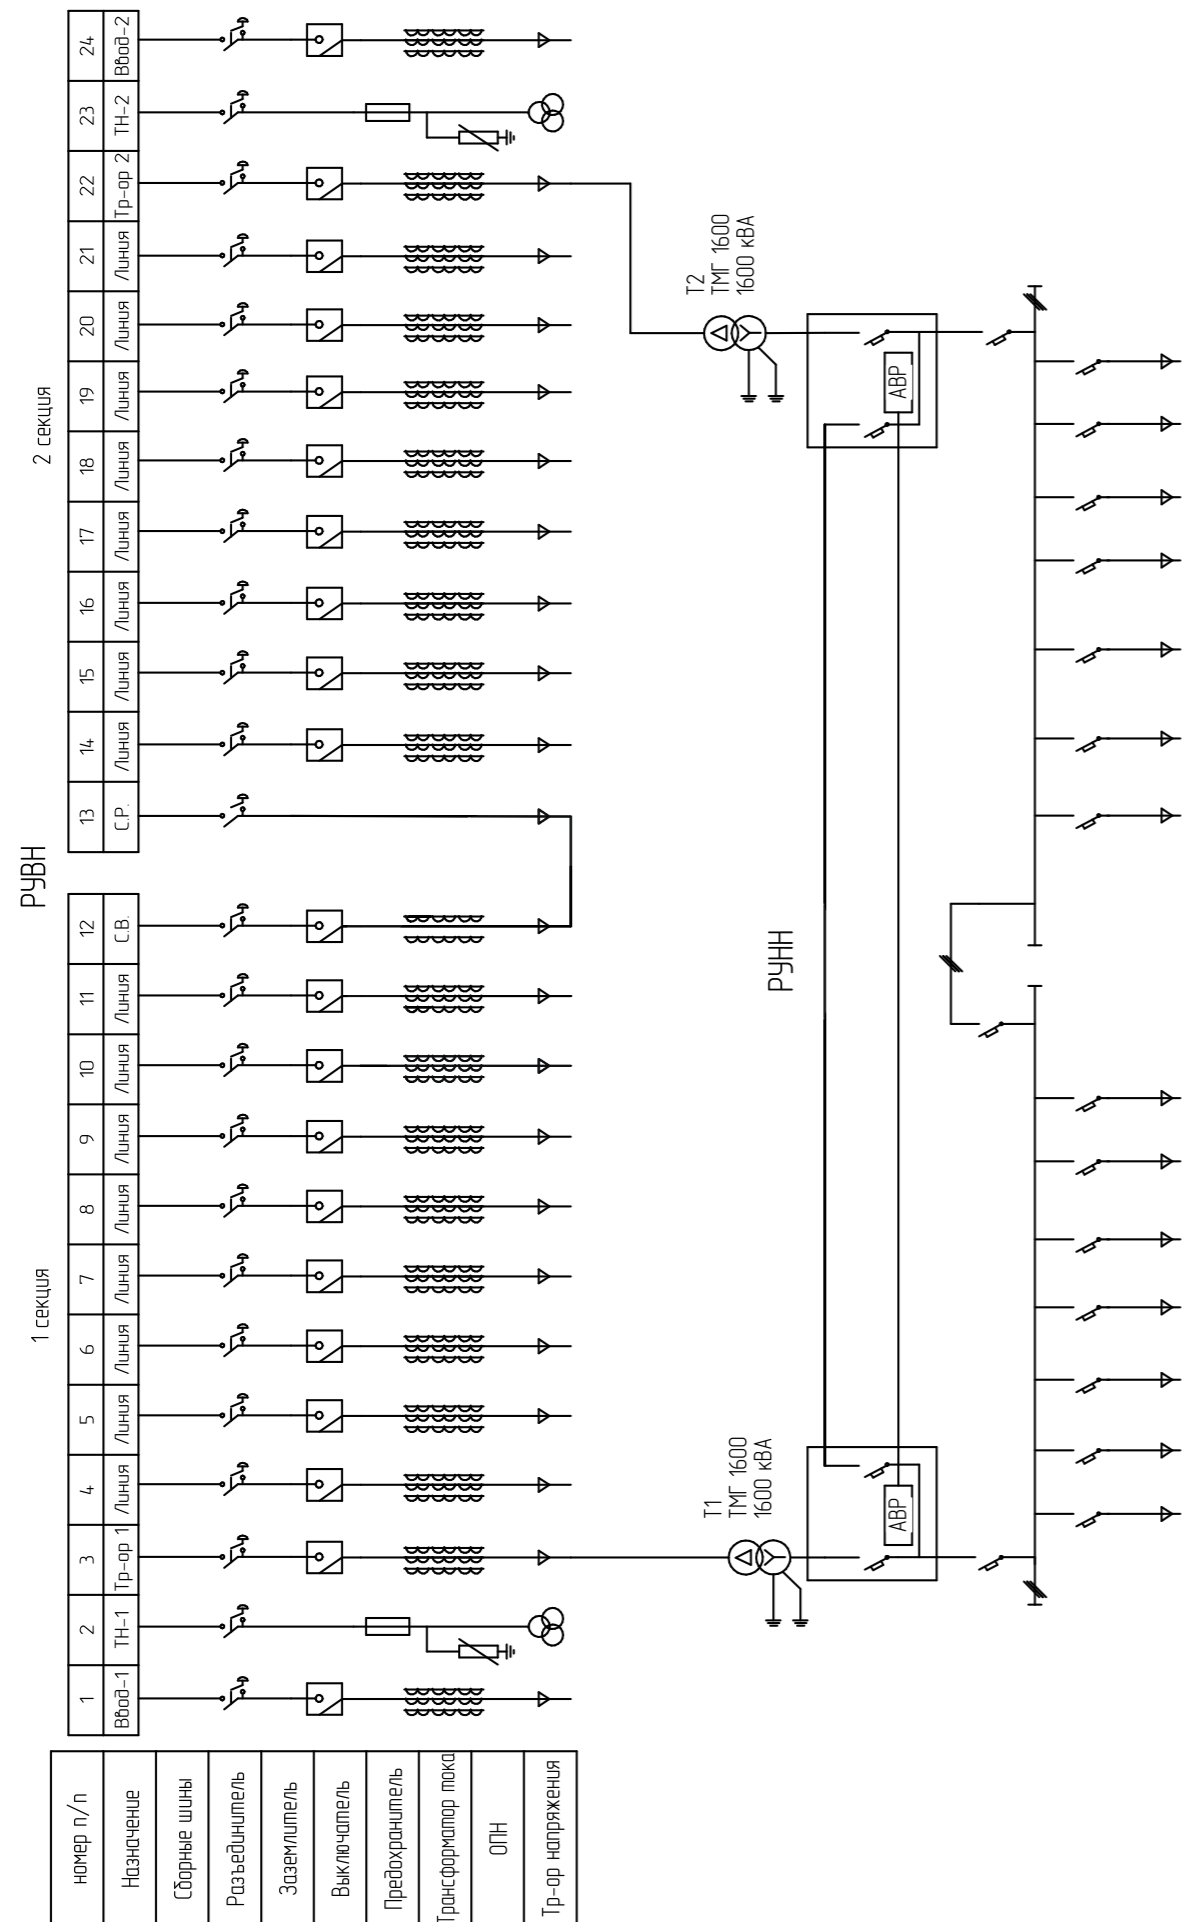 РУВН
1 секция
2 секция
номер п/п
Назначение
Сборные шины
Разъединитель
Заземлитель
Выключатель
Предохранитель
Трансформатор тока
ОПН
Тр-ор напряжения
1
Ввод-1
2
ТН-1
3
Тр-ор 1
4
Линия
5
Линия
6
Линия
7
Линия
8
Линия
9
Линия
10
Линия
11
Линия
12
С.В.
13
С.Р.
14
Линия
15
Линия
16
Линия
17
Линия
18
Линия
19
Линия
20
Линия
21
Линия
22
Тр-ор 2
23
ТН-2
24
Ввод-2
Т1
ТМГ 1600
1600 кВА
АВР
РУНН
Т2
ТМГ 1600
1600 кВА
АВР